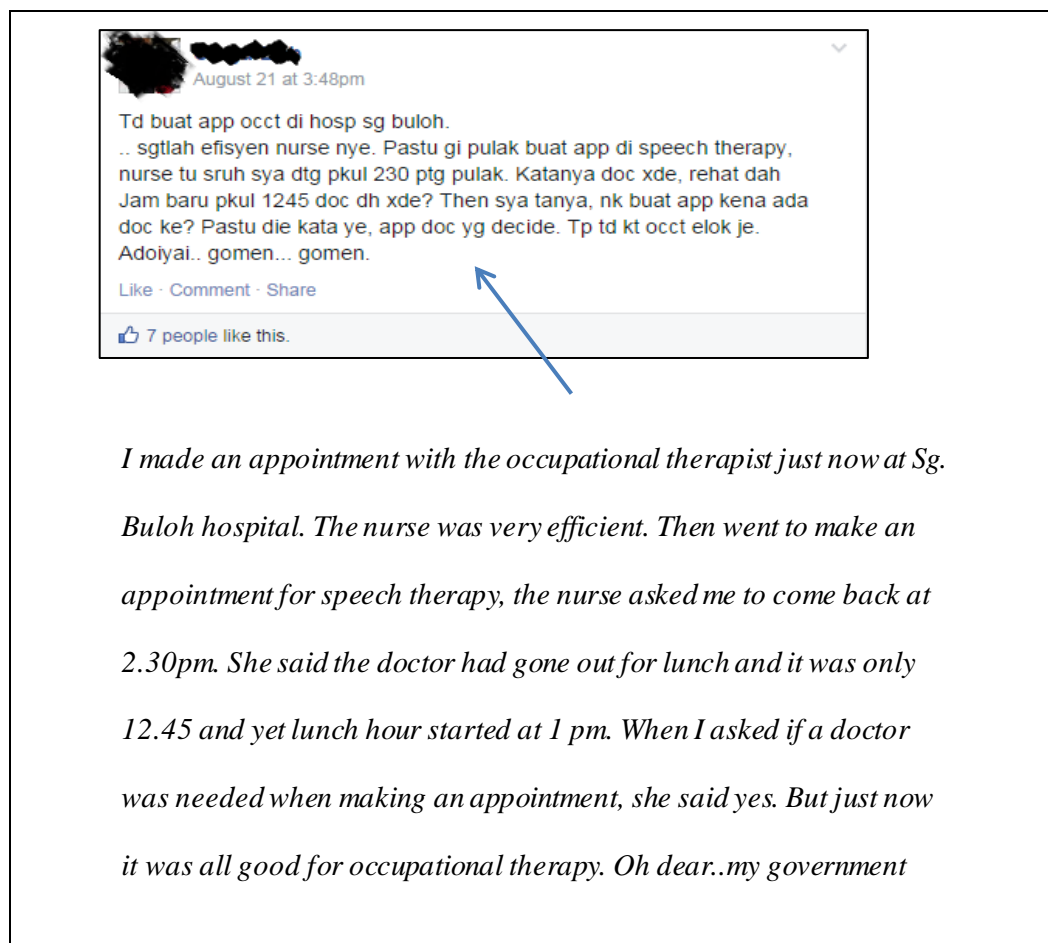 August 21 at 3:48pm
Td buat app occt di hosp sg buloh.
.. sgtlah efisyen nurse nye. Pastu gi pulak buat app di speech therapy,
nurse tu sruh sya dtg pkul 230 ptg pulak. Katanya doc xde, rehat dah
Jam baru pkul 1245 doc dh xde? Then sya tanya, nk buat app kena ada
doc ke? Pastu die kata ye, app doc yg decide. Tp td kt occt elok je.
Adoiyai.. gomen... gomen.
Like · Comment · Share
7 people like this.
I made an appointment with the occupational therapist just now at Sg.
Buloh hospital. The nurse was very efficient. Then went to make an
appointment for speech therapy, the nurse asked me to come back at
2.30pm. She said the doctor had gone out for lunch and it was only
12.45 and yet lunch hour started at 1 pm. When I asked if a doctor
was needed when making an appointment, she said yes. But just now
it was all good for occupational therapy. Oh dear..my government